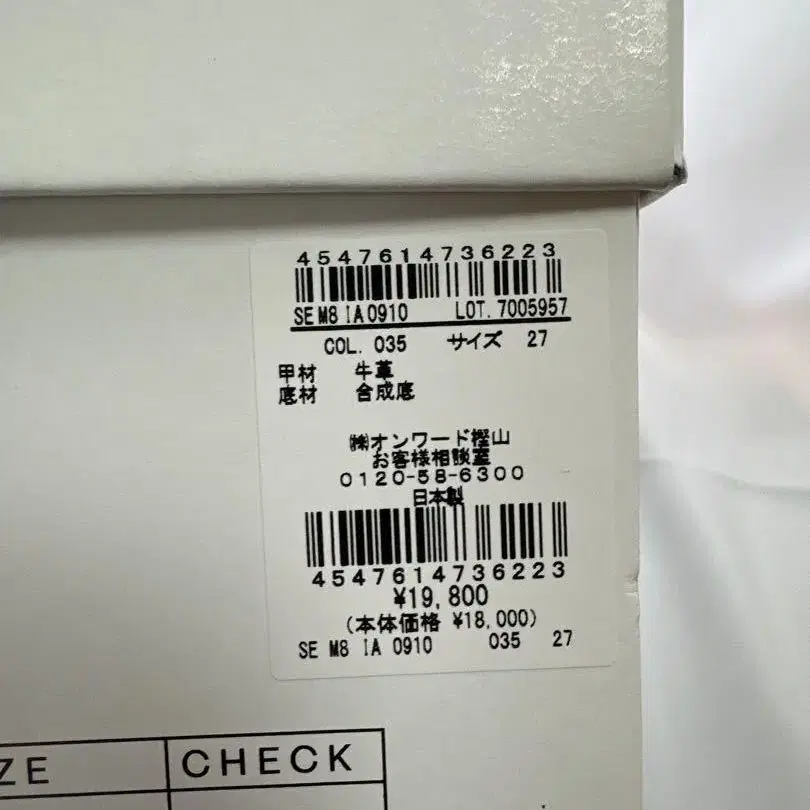 4547614736223
SE M8 IA0910 LOT. 7005957
COL. 035 サイズ 27
甲材 牛革
底材 合成底
㈱オンワード樫山
お客様相談室
0120-58-6300
日本製
4547614736223
¥19,800
(本体価格 ¥18,000)
SE M8 IA 0910 035 27
ZE CHECK